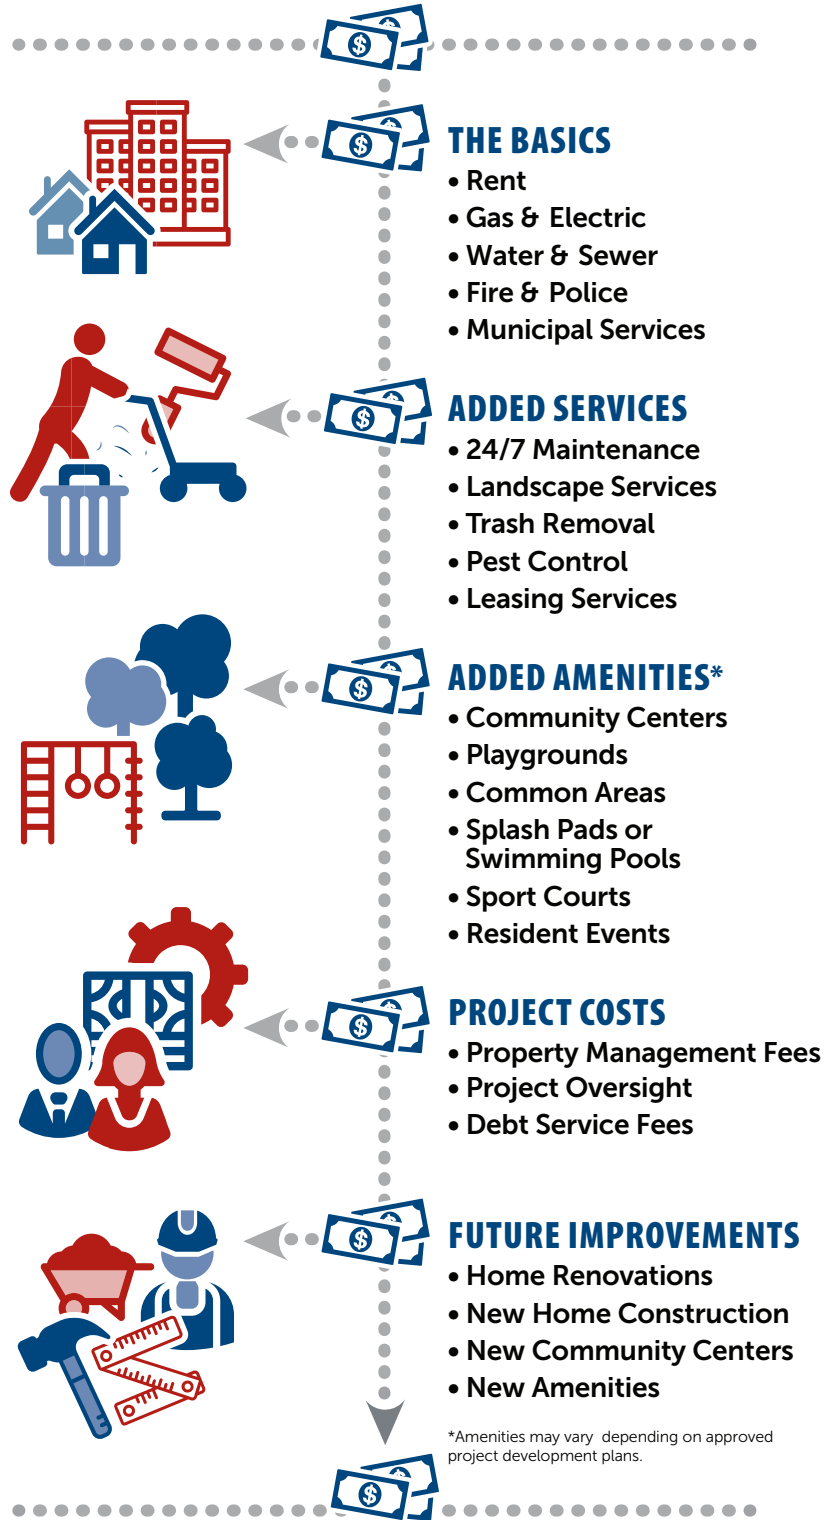 $
$
THE BASICS
• Rent
• Gas & Electric
• Water & Sewer
• Fire & Police
• Municipal Services
$
ADDED SERVICES
• 24/7 Maintenance
• Landscape Services
• Trash Removal
• Pest Control
• Leasing Services
$
ADDED AMENITIES*
• Community Centers
• Playgrounds
• Common Areas
• Splash Pads or
Swimming Pools
• Sport Courts
• Resident Events
$
PROJECT COSTS
• Property Management Fees
• Project Oversight
• Debt Service Fees
$
FUTURE IMPROVEMENTS
• Home Renovations
• New Home Construction
• New Community Centers
• New Amenities
*Amenities may vary depending on approved
project development plans.
$